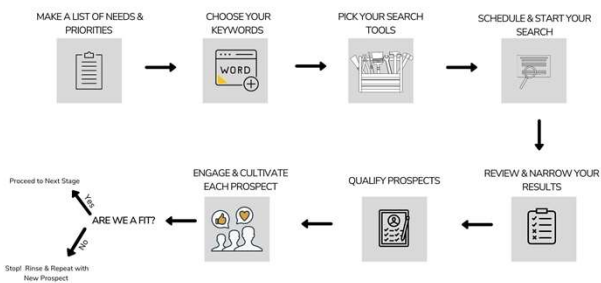 MAKE A LIST OF NEEDS &
PRIORITIES
CHOOSE YOUR
KEYWORDS
PICK YOUR SEARCH
TOOLS
SCHEDULE & START YOUR
SEARCH
WORD
ENGAGE & CULTIVATE
EACH PROSPECT
QUALIFY PROSPECTS
REVIEW & NARROW YOUR
RESULTS
Proceed to Next Stage
Yes
ARE WE A FIT?
No
Stop! Rinse & Repeat with
New Prospect